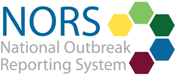 NORS
National Outbreak
Reporting System